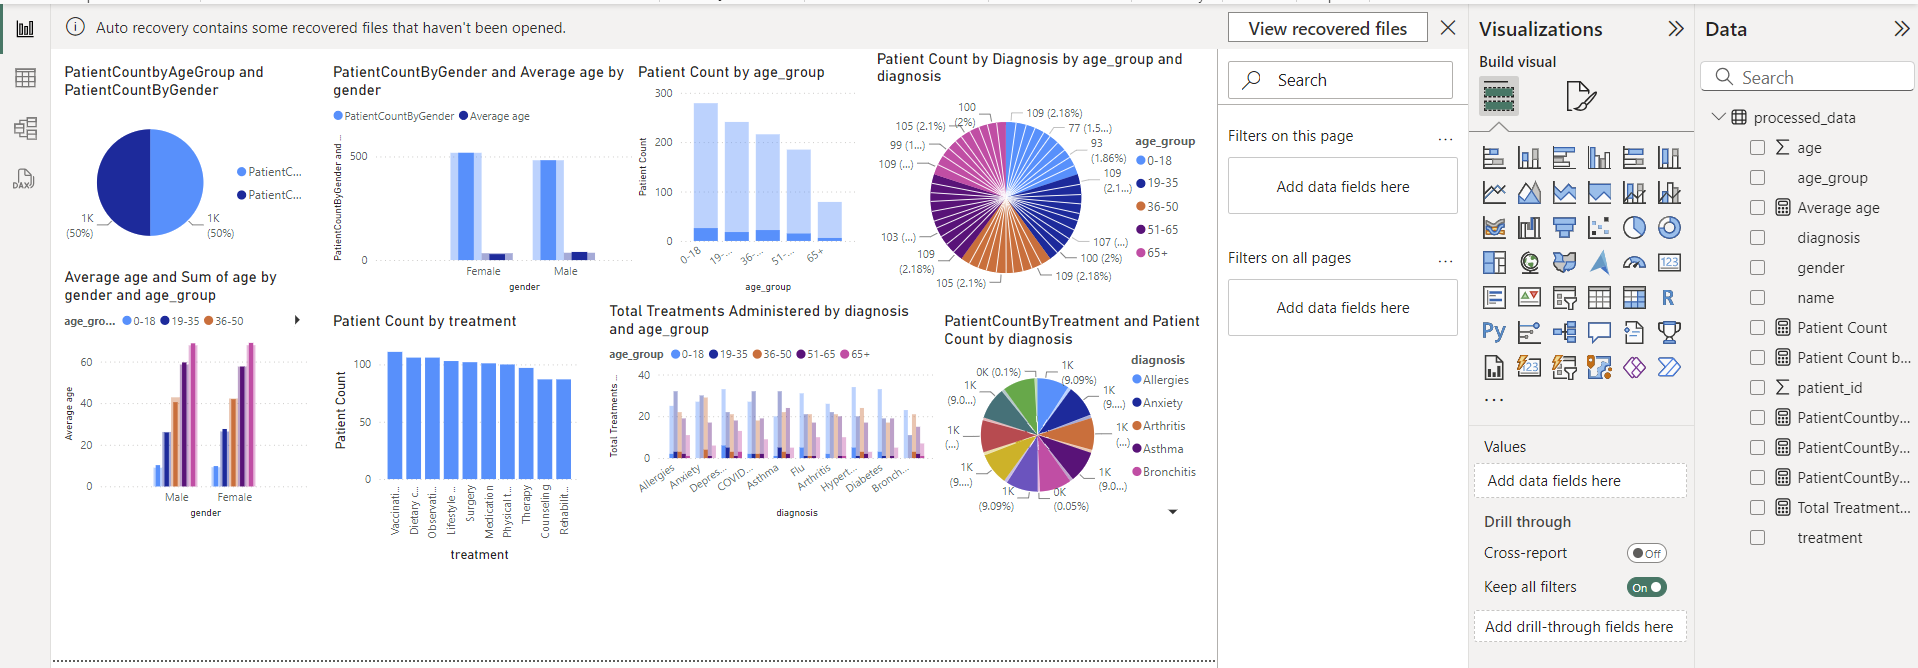 Auto recovery contains some recovered files that haven't been opened.
View recovered files
PatientCountbyAgeGroup and
PatientCountByGender
1K
(50%)
1K
(50%)
PatientC...
PatientC...
PatientCountByGender and Average age by
gender
PatientCountByGender
Average age
PatientCountByGender and ...
500
0
Female
Male
gender
Patient Count by age_group
Patient Count
300
200
100
0
0-18
19-...
36-...
51-...
65+
age_group
Patient Count by Diagnosis by age_group and
diagnosis
100
(2%)
105 (2.1%)
99 (1...)
109 (...)
103 (...)
109
(2.18%)
105 (2.1%)
109 (2.18%)
77 (1.5...)
93
(1.86%)
109
(2.1...)
107 (...)
100 (2%)
109 (2.18%)
age_group
0-18
19-35
36-50
51-65
65+
Average age and Sum of age by
gender and age_group
age_gro...
0-18
19-35
36-50
Average age
60
40
20
0
Male
Female
gender
Patient Count by treatment
Patient Count
100
50
0
Vaccinati...
Dietary c...
Observati...
Lifestyle ...
Surgery
Medication
Physical t...
Therapy
Counseling
Rehabilit...
treatment
Total Treatments Administered by diagnosis
and age_group
age_group
0-18
19-35
36-50
51-65
65+
Total Treatments ...
40
20
0
Allergies
Anxiety
Depres...
COVID...
Asthma
Flu
Arthritis
Hypert...
Diabetes
Bronch...
diagnosis
PatientCountByTreatment and Patient
Count by diagnosis
0K (0.1%)
1K
(9.0...)
1K
(...)
1K
(9....)
1K
(9.09%)
0K
(0.05%)
1K
(9.09%)
1K
(9....)
1K
(...)
1K
(9.0...)
diagnosis
Allergies
Anxiety
Arthritis
Asthma
Bronchitis
Search
Filters on this page
...
Add data fields here
Filters on all pages
...
Add data fields here
Visualizations
Build visual
123
R
Py
123
...
Values
Add data fields here
Drill through
Cross-report
Off
Keep all filters
On
Add drill-through fields here
Data
Search
processed_data
age
age_group
Average age
diagnosis
gender
name
Patient Count
Patient Count b...
patient_id
PatientCountby...
PatientCountBy...
PatientCountBy...
Total Treatment...
treatment
DAX